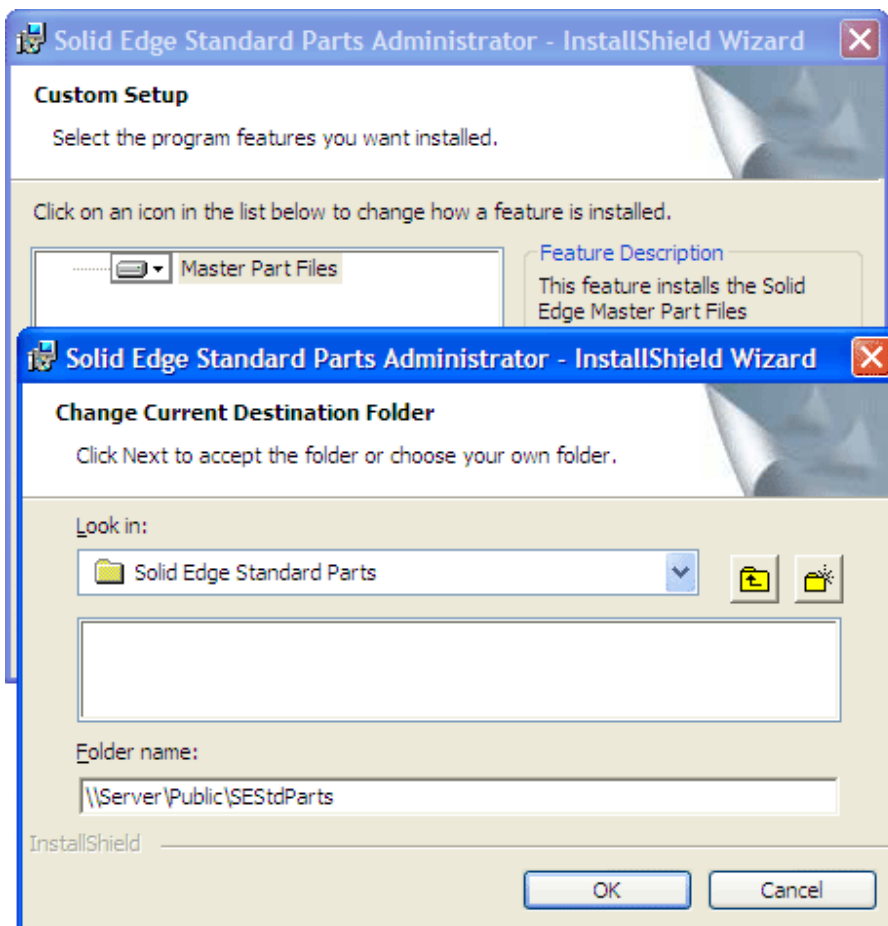 Solid Edge Standard Parts Administrator - InstallShield Wizard
Custom Setup
Select the program features you want installed.
Click on an icon in the list below to change how a feature is installed.
Master Part Files
Feature Description
This feature installs the Solid
Edge Master Part Files
Solid Edge Standard Parts Administrator - InstallShield Wizard
Change Current Destination Folder
Click Next to accept the folder or choose your own folder.
Look in:
Solid Edge Standard Parts
Folder name:
\\Server\Public\SEStdParts
InstallShield
OK
Cancel